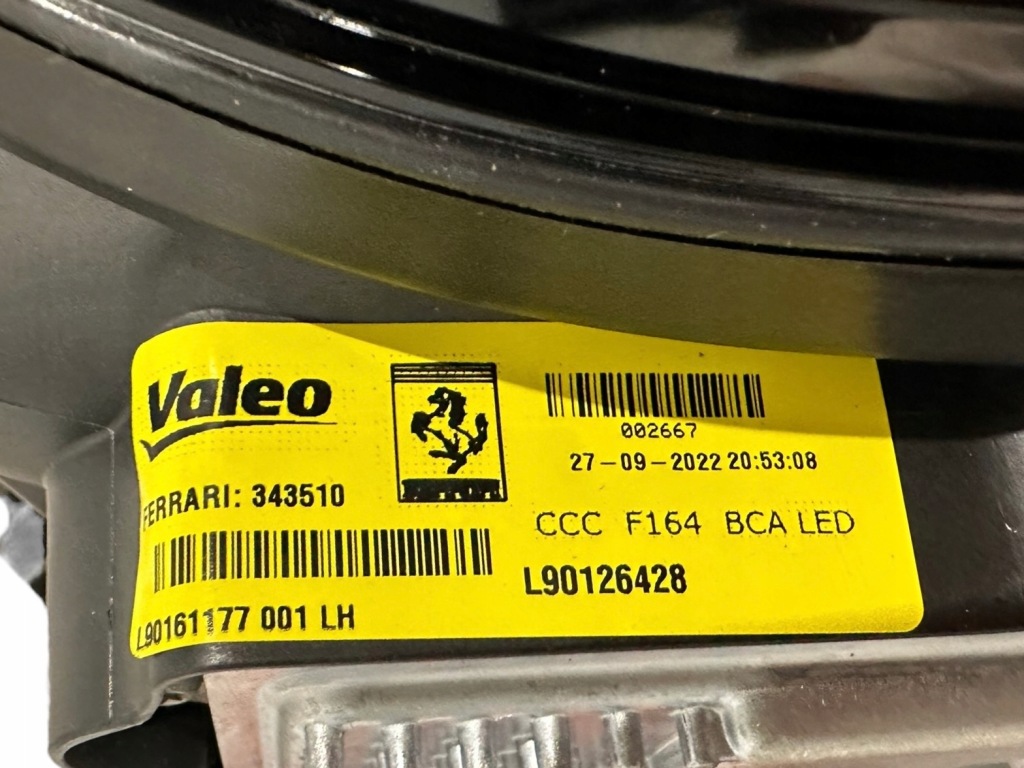 Valeo
002667
27-09-2022 20:53:08
FERRARI: 343510
CCC F164 BCA LED
L90126428
L90161177 001 LH